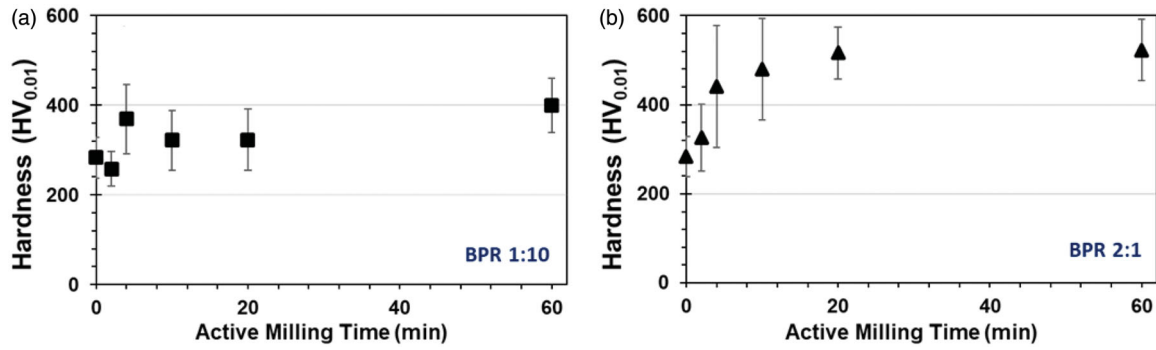 (a)
600
400
200
0
Hardness (HV0.01)
BPR 1:10
0 20 40 60
Active Milling Time (min)
(b)
600
400
200
0
Hardness (HV0.01)
BPR 2:1
0 20 40 60
Active Milling Time (min)